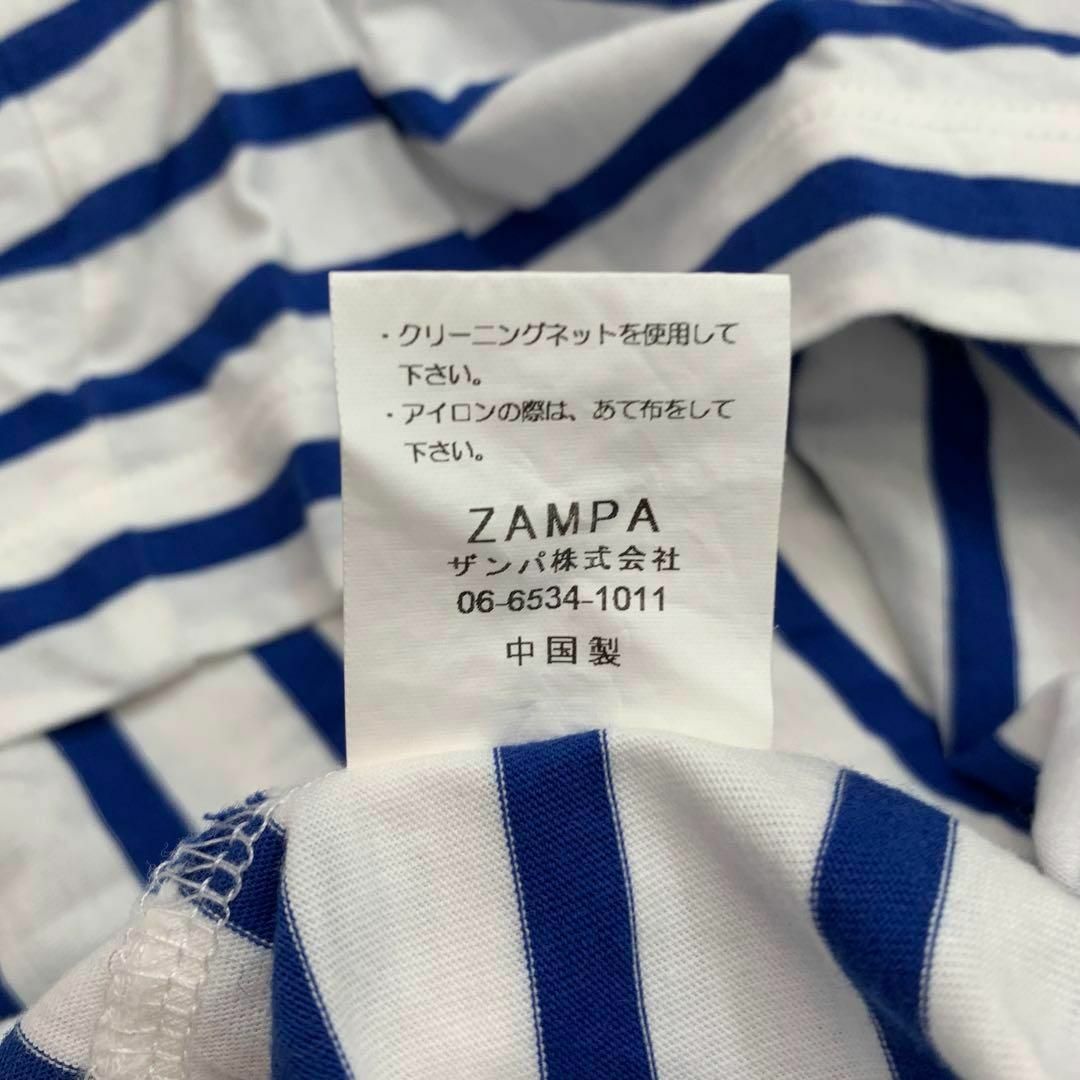 ・クリーニングネットを使用して
下さい。
・アイロンの際は、あて布をして
下さい。
ZAMPA
ザンパ株式会社
06-6534-1011
中国製